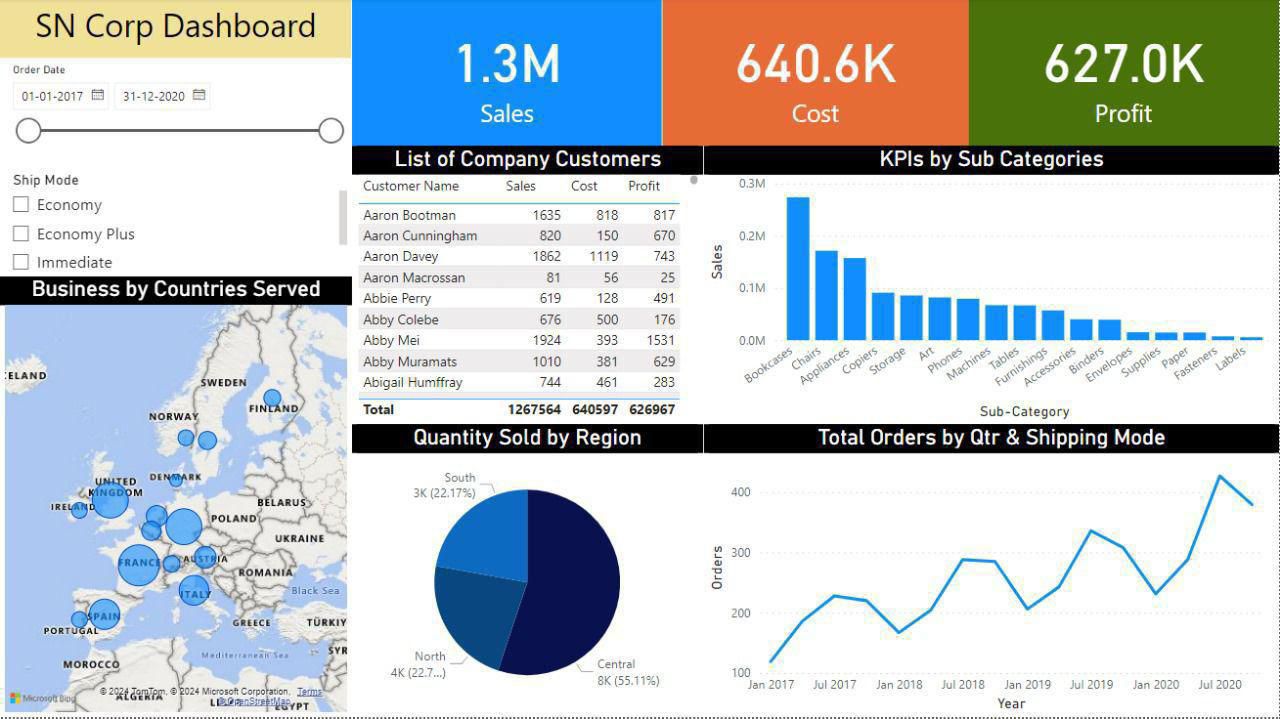 SN Corp Dashboard
Order Date
01-01-2017
31-12-2020
Ship Mode
Economy
Economy Plus
Immediate
1.3M
Sales
640.6K
Cost
627.0K
Profit
List of Company Customers
Customer Name Sales Cost Profit
Aaron Bootman 1635 818 817
Aaron Cunningham 820 150 670
Aaron Davey 1862 1119 743
Aaron Macrossan 81 56 25
Abbie Perry 619 128 491
Abby Colebe 676 500 176
Abby Mei 1924 393 1531
Abby Muramats 1010 381 629
Abigail Humffray 744 461 283
Total 1267564 640597 626967
KPIs by Sub Categories
0.3M
0.2M
0.1M
0.0M
Sales
Bookcases
Chairs
Appliances
Copiers
Storage
Art
Phones
Machines
Tables
Furnishings
Accessories
Binders
Envelopes
Supplies
Paper
Fasteners
Labels
Sub-Category
Business by Countries Served
ELAND
SWEDEN
FINLAND
NORWAY
DENMARK
UNITED
KINGDOM
IRELAND
BELARUS
POLAND
UKRAINE
FRANCE
AUSTRIA
ROMANIA
ITALY
Black Sea
SPAIN
GREECE
TÜRKIY
PORTUGAL
Mediterranean Sea
SYR
MOROCCO
ALGERIA
EGYPT
Microsoft Bing
© 2024 TomTom, © 2024 Microsoft Corporation, Terms
© OpenStreetMap
Quantity Sold by Region
South
3K (22.17%)
North
4K (22.7...)
Central
8K (55.11%)
Total Orders by Qtr & Shipping Mode
400
300
200
100
Orders
Jan 2017 Jul 2017 Jan 2018 Jul 2018 Jan 2019 Jul 2019 Jan 2020 Jul 2020
Year